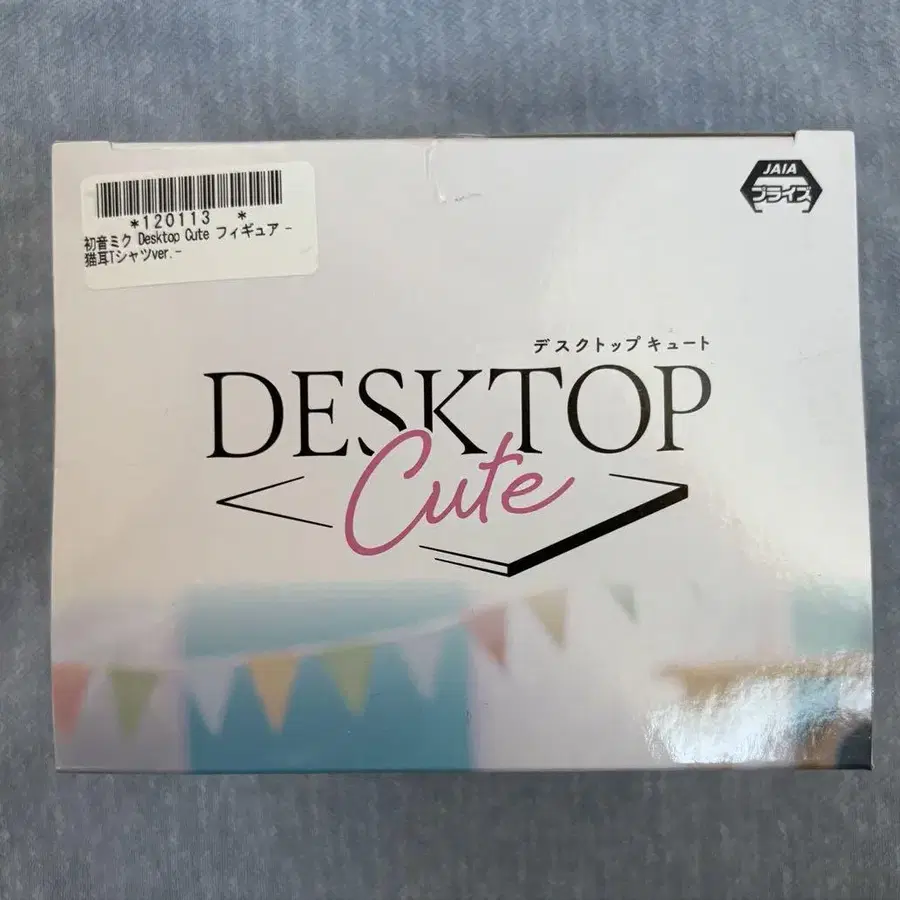 *120113 *
初音ミク Desktop Cute フィギュア -
猫耳Tシャツver.-
JAIA
プライズ
デスクトップキュート
DESKTOP
Cute